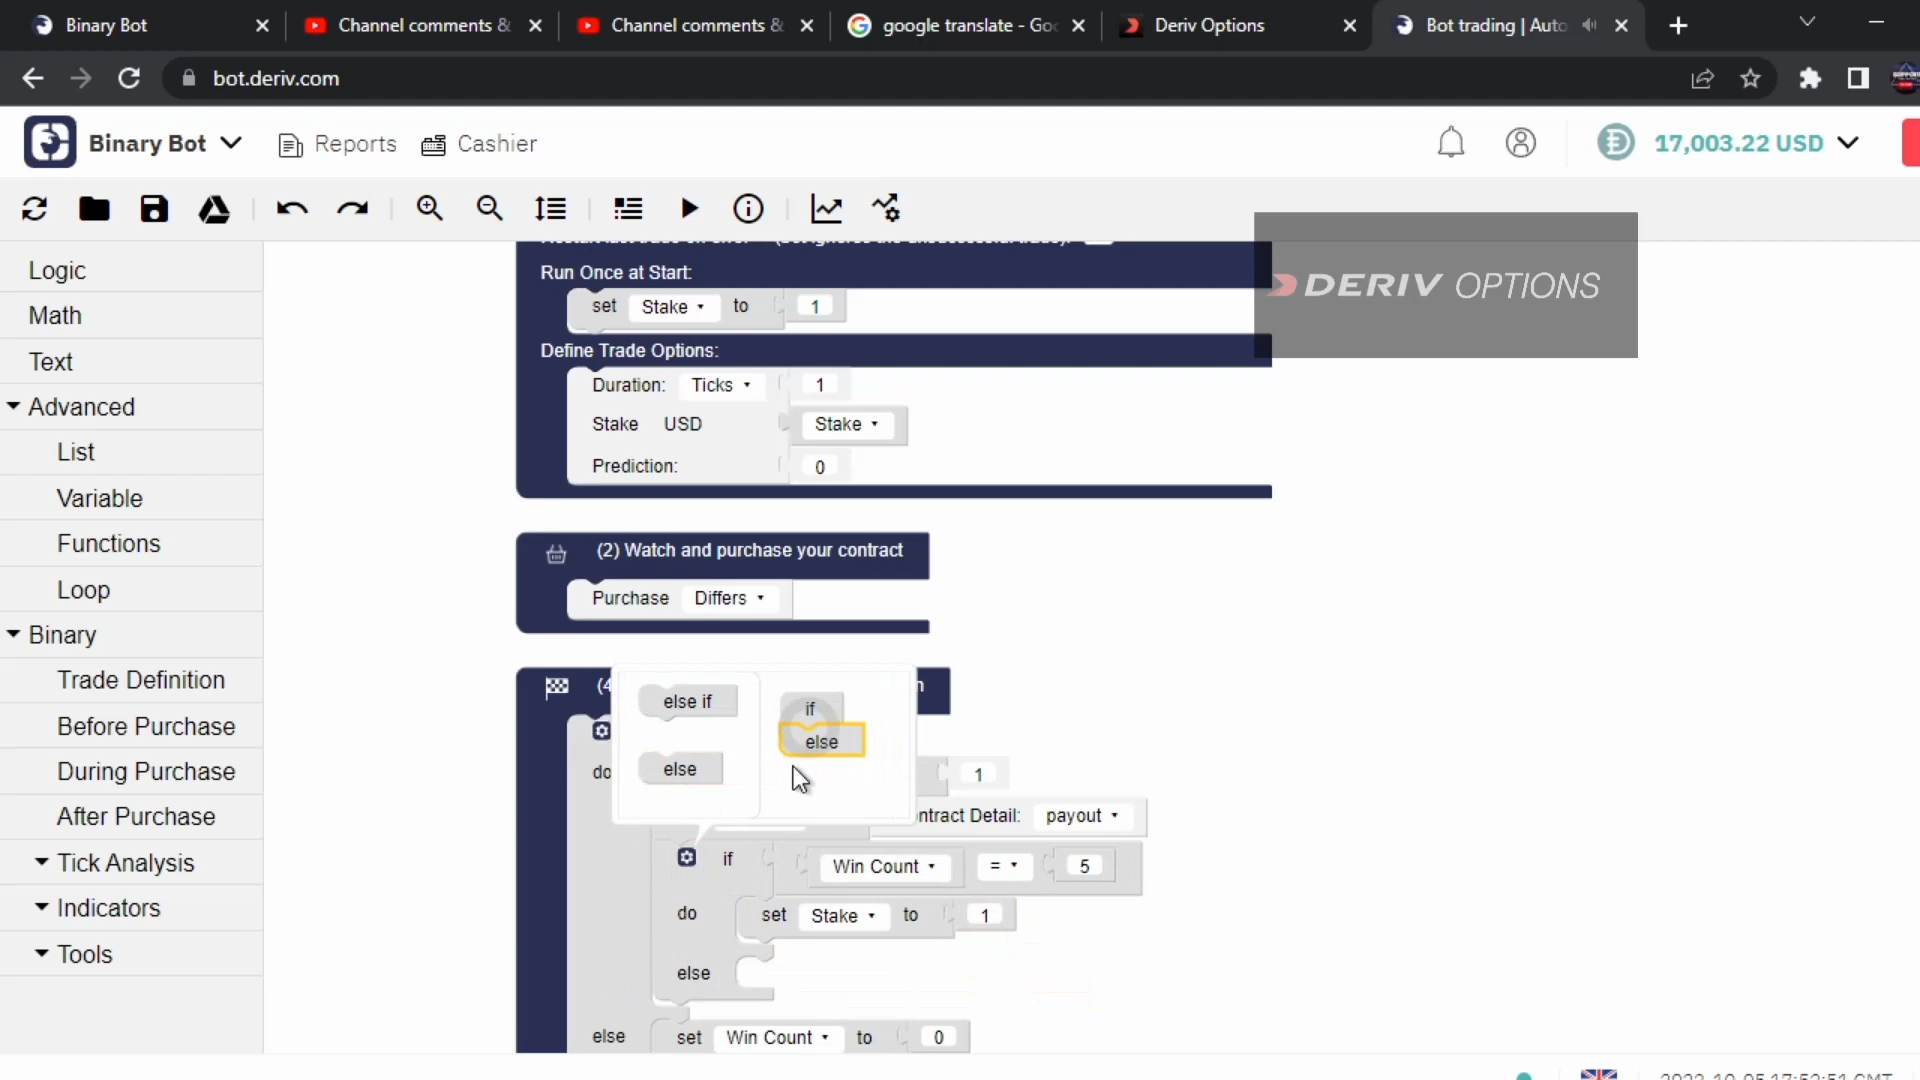 Binary Bot
Channel comments &
Channel comments &
google translate - Goo
Deriv Options
Bot trading | Auto
bot.deriv.com
Binary Bot
Reports
Cashier
17,003.22 USD
Logic
Math
Text
Advanced
List
Variable
Functions
Loop
Binary
Trade Definition
Before Purchase
During Purchase
After Purchase
Tick Analysis
Indicators
Tools
Run Once at Start:
set Stake to 1
Define Trade Options:
Duration: Ticks 1
Stake USD Stake
Prediction: 0
DERIV OPTIONS
(2) Watch and purchase your contract
Purchase Differs
(4
else if
else
if
else
do 1
ntract Detail: payout
if Win Count = 5
do set Stake to 1
else
else set Win Count to 0